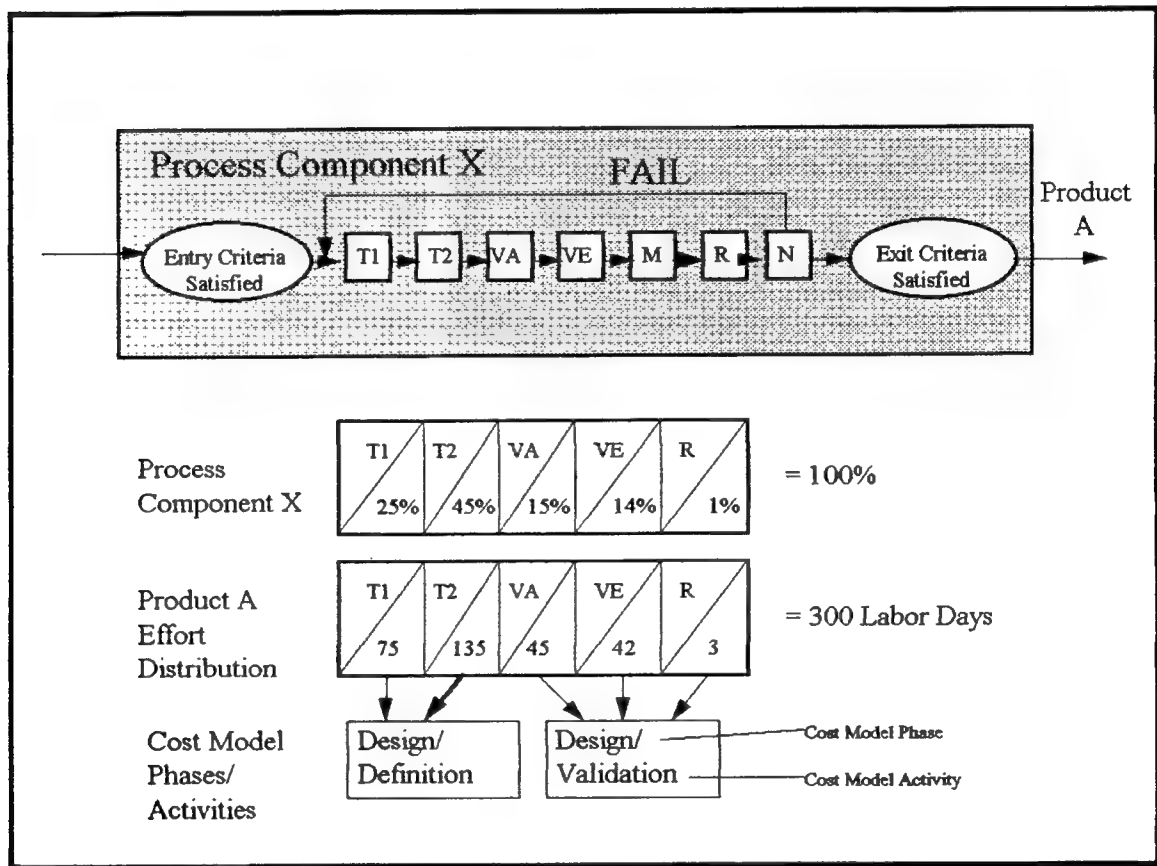 Process Component X
FAIL
Product
A
Entry Criteria
Satisfied
T1
T2
VA
VE
M
R
N
Exit Criteria
Satisfied
Process
Component X
T1
T2
VA
VE
R
25%
45%
15%
14%
1%
= 100%
Product A
Effort
Distribution
T1
T2
VA
VE
R
75
135
45
42
3
= 300 Labor Days
Cost Model
Phases/
Activities
Design/
Definition
Design/
Validation
Cost Model Phase
Cost Model Activity